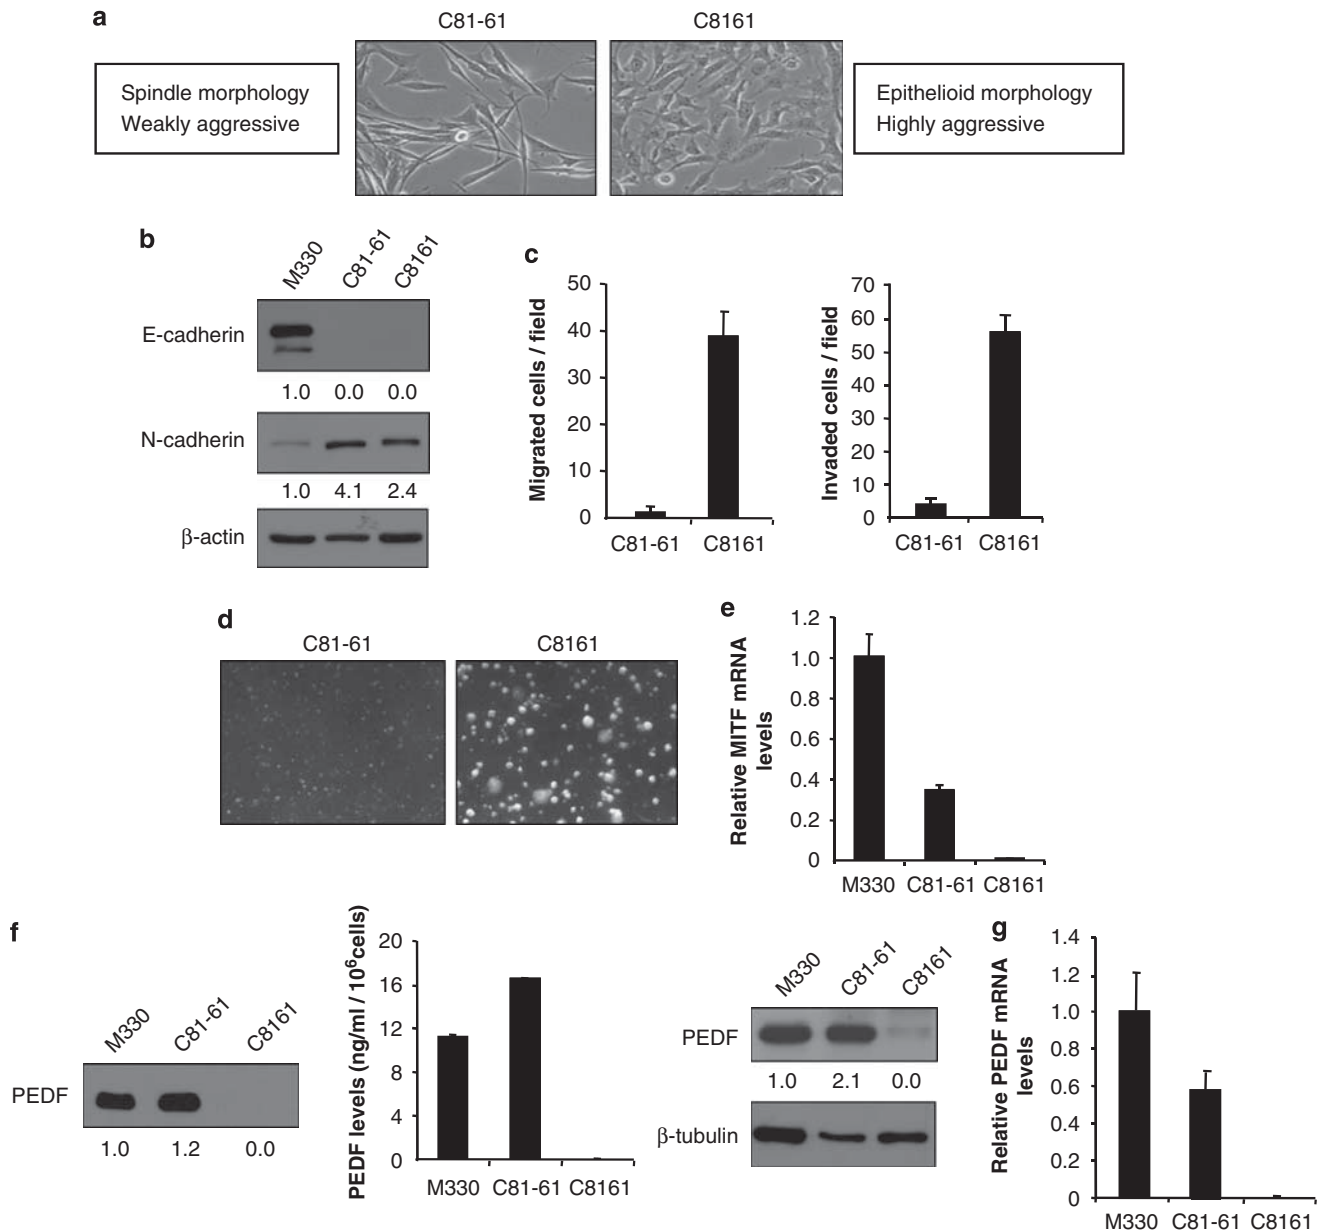 a
C81-61
C8161
Spindle morphology
Weakly aggressive
Epithelioid morphology
Highly aggressive
b
M330
C81-61
C8161
E-cadherin
1.0 0.0 0.0
N-cadherin
1.0 4.1 2.4
β-actin
c
Migrated cells / field
50
40
30
20
10
0
C81-61 C8161
Invaded cells / field
70
60
50
40
30
20
10
0
C81-61 C8161
d
C81-61
C8161
e
Relative MITF mRNA
levels
1.2
1.0
0.8
0.6
0.4
0.2
0
M330 C81-61 C8161
f
M330
C81-61
C8161
PEDF
1.0 1.2 0.0
PEDF levels (ng/ml / 10⁶cells)
20
16
12
8
4
0
M330 C81-61 C8161
M330
C81-61
C8161
PEDF
1.0 2.1 0.0
β-tubulin
g
Relative PEDF mRNA
levels
1.4
1.2
1.0
0.8
0.6
0.4
0.2
0
M330 C81-61 C8161